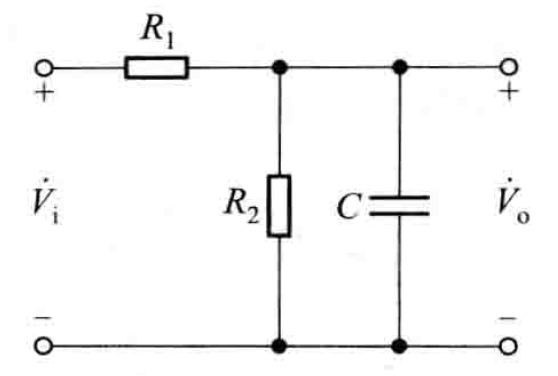 R₁
+ +
V̇ᵢ R₂ C V̇ₒ
− −